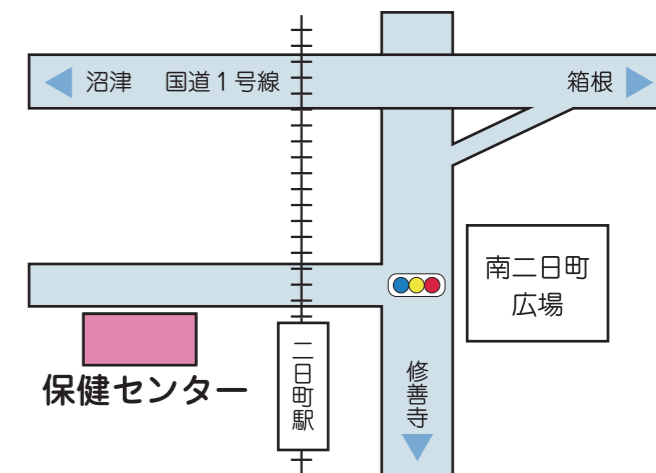 沼津
国道1号線
箱根
南二日町
広場
保健センター
二日町駅
修善寺